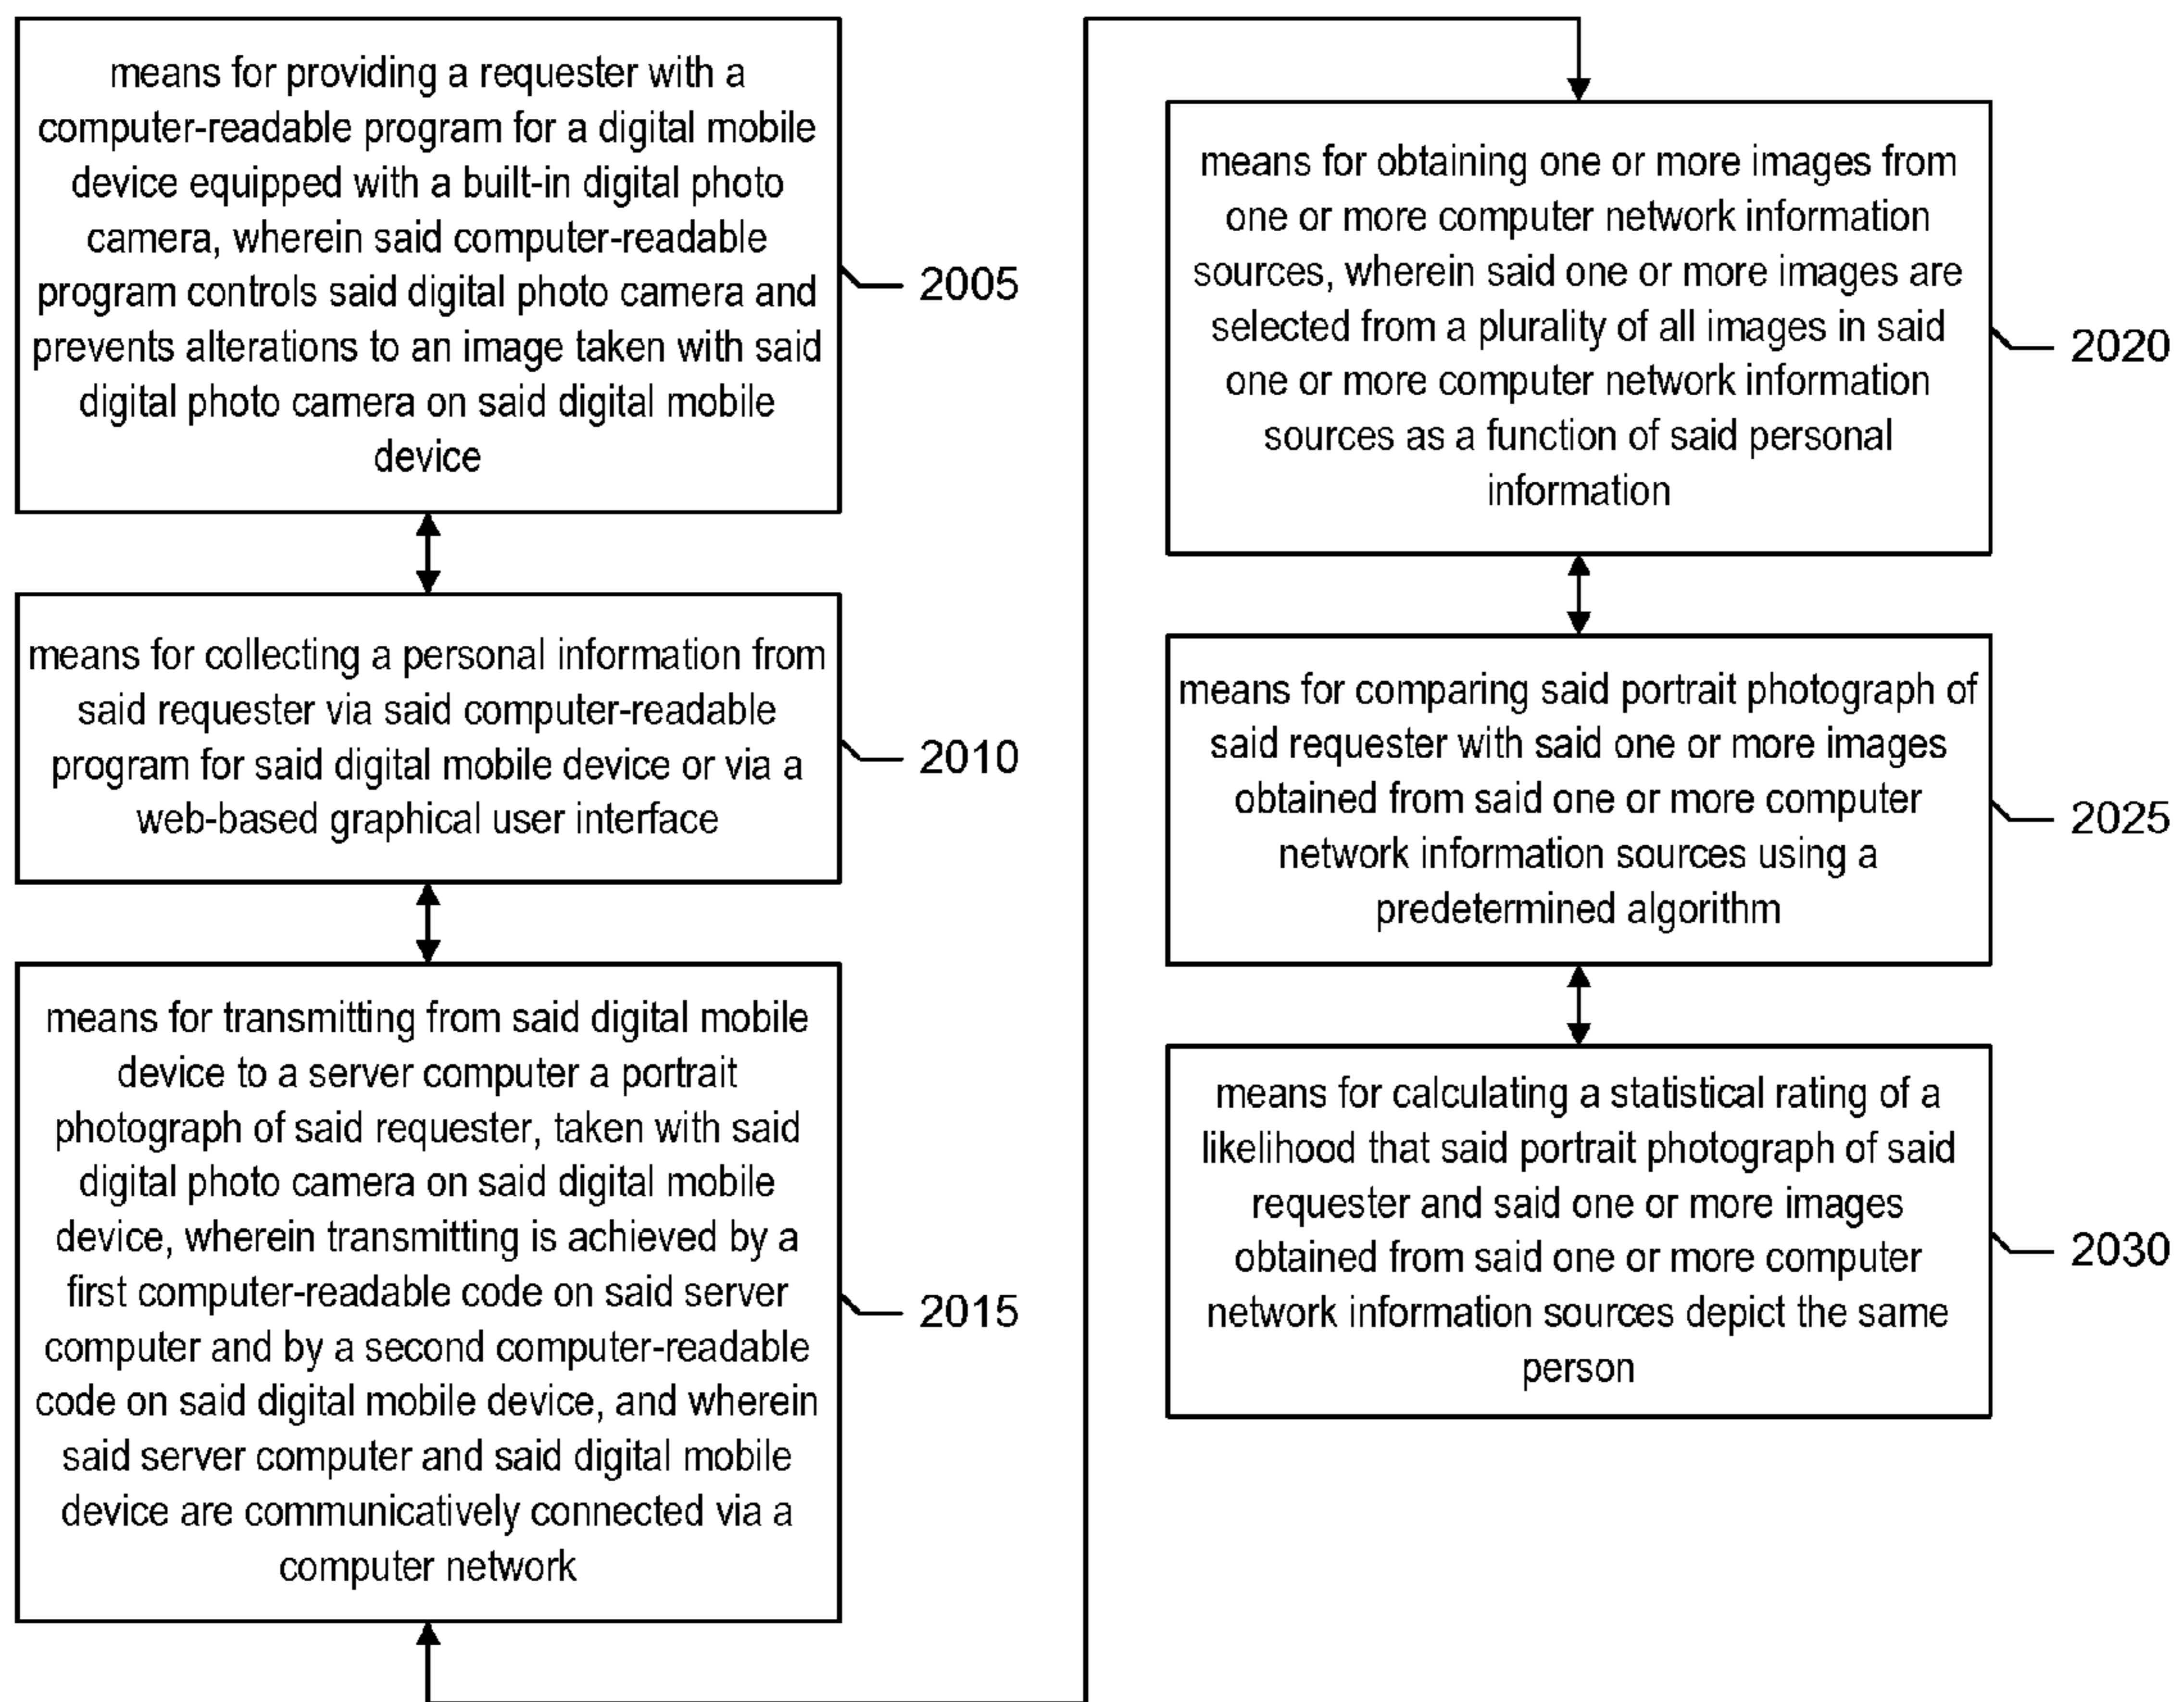 means for providing a requester with a
computer-readable program for a digital mobile
device equipped with a built-in digital photo
camera, wherein said computer-readable
program controls said digital photo camera and
prevents alterations to an image taken with said
digital photo camera on said digital mobile
device
2005
means for collecting a personal information from
said requester via said computer-readable
program for said digital mobile device or via a
web-based graphical user interface
2010
means for transmitting from said digital mobile
device to a server computer a portrait
photograph of said requester, taken with said
digital photo camera on said digital mobile
device, wherein transmitting is achieved by a
first computer-readable code on said server
computer and by a second computer-readable
code on said digital mobile device, and wherein
said server computer and said digital mobile
device are communicatively connected via a
computer network
2015
means for obtaining one or more images from
one or more computer network information
sources, wherein said one or more images are
selected from a plurality of all images in said
one or more computer network information
sources as a function of said personal
information
2020
means for comparing said portrait photograph of
said requester with said one or more images
obtained from said one or more computer
network information sources using a
predetermined algorithm
2025
means for calculating a statistical rating of a
likelihood that said portrait photograph of said
requester and said one or more images
obtained from said one or more computer
network information sources depict the same
person
2030